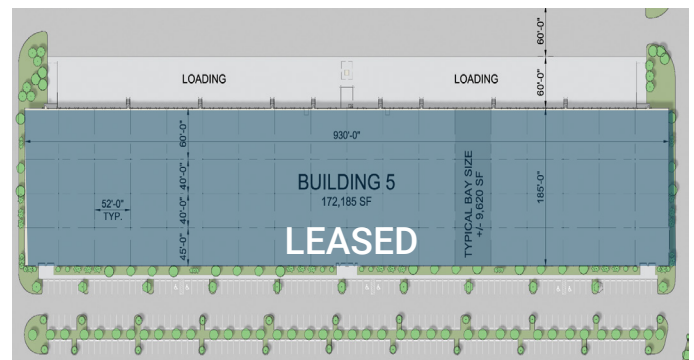 60'-0"
LOADING
LOADING
60'-0"
930'-0"
60'-0"
40'-0"
40'-0"
45'-0"
52'-0"
TYP.
BUILDING 5
172,185 SF
LEASED
TYPICAL BAY SIZE
+/- 9,620 SF
185'-0"